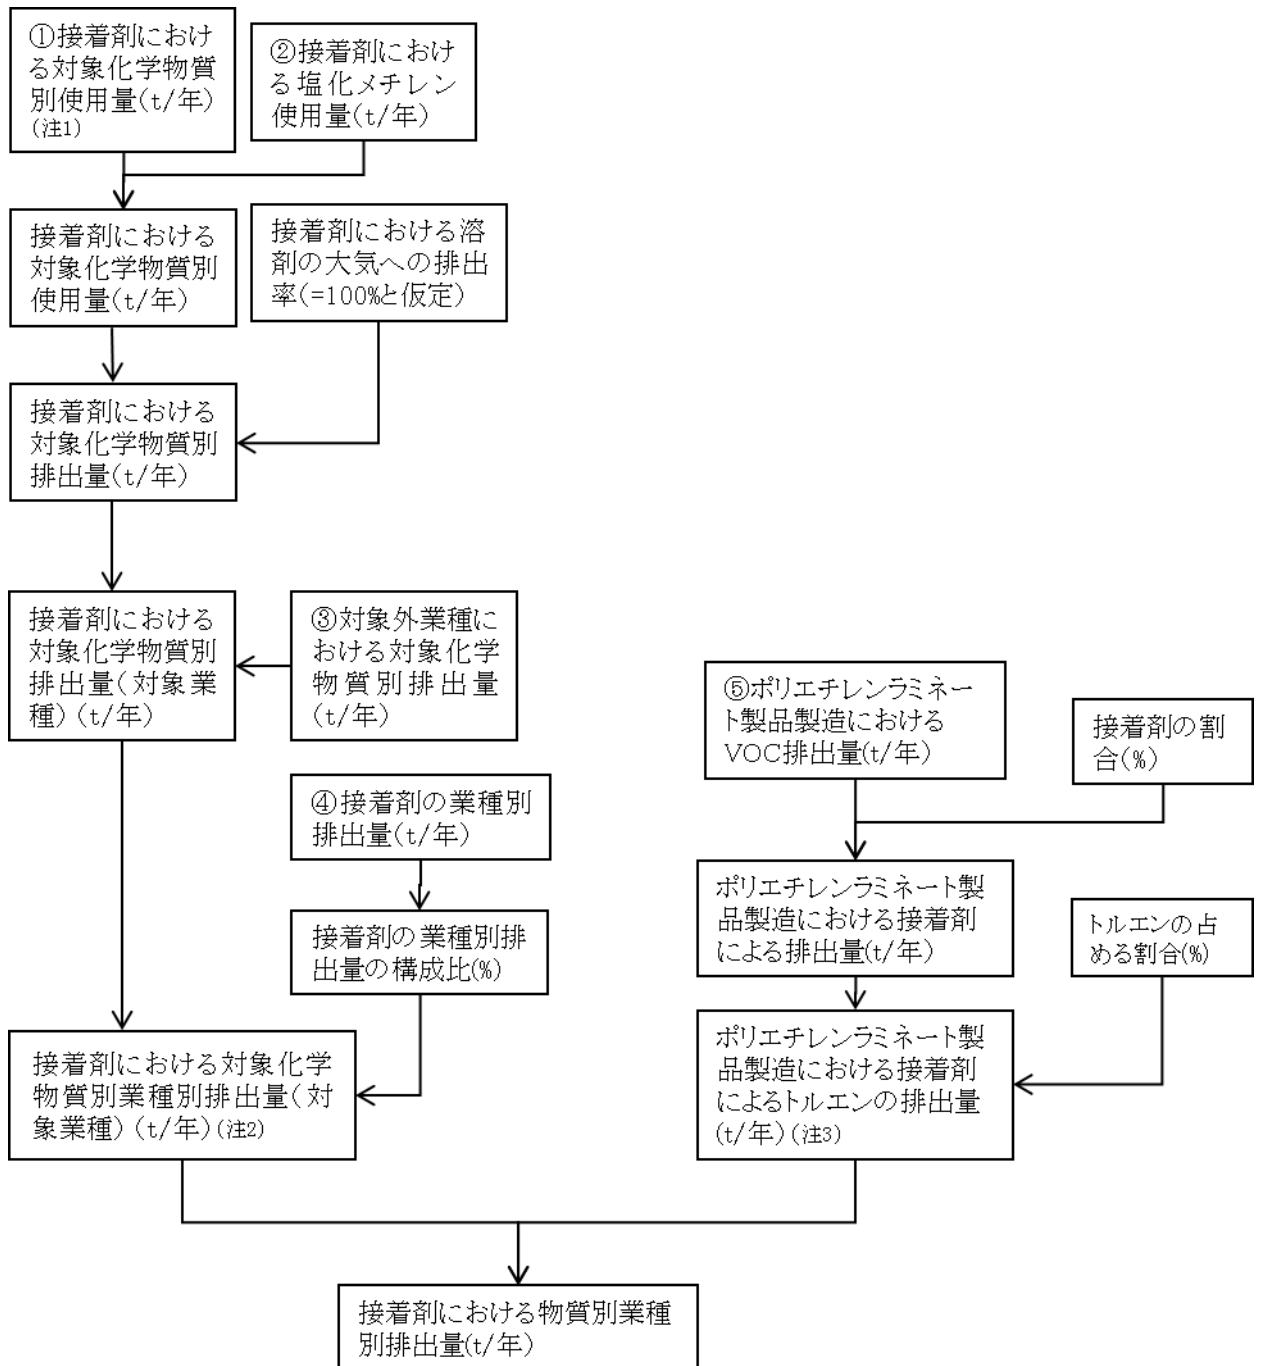 ①接着剤におけ
る対象化学物質
別使用量(t/年)
(注1)
②接着剤におけ
る塩化メチレン
使用量(t/年)
接着剤における
対象化学物質別
使用量(t/年)
接着剤における溶
剤の大気への排出
率(=100%と仮定)
接着剤における
対象化学物質別
排出量(t/年)
接着剤における
対象化学物質別
排出量(対象業
種)(t/年)
③対象外業種に
おける対象化学
物質別排出量
(t/年)
④接着剤の業種別
排出量(t/年)
接着剤の業種別排
出量の構成比(%)
接着剤における対象化学
物質別業種別排出量(対
象業種)(t/年)(注2)
⑤ポリエチレンラミネー
ト製品製造における
VOC排出量(t/年)
接着剤の割
合(%)
ポリエチレンラミネート製
品製造における接着剤
による排出量(t/年)
トルエンの占
める割合(%)
ポリエチレンラミネート製
品製造における接着剤
によるトルエンの排出量
(t/年)(注3)
接着剤における物質別業種
別排出量(t/年)